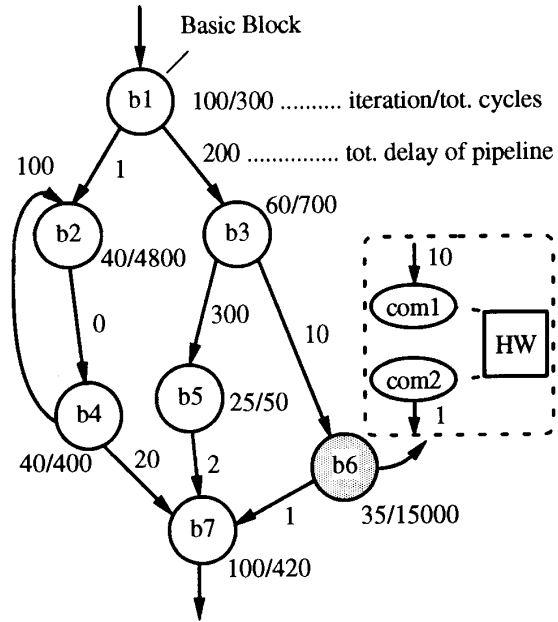 Basic Block
b1
100/300 .......... iteration/tot. cycles
100
1
200 .............. tot. delay of pipeline
60/700
b2
b3
40/4800
10
com1
0
300
10
HW
com2
b5
25/50
1
b4
40/400
20
2
b6
1
35/15000
b7
100/420